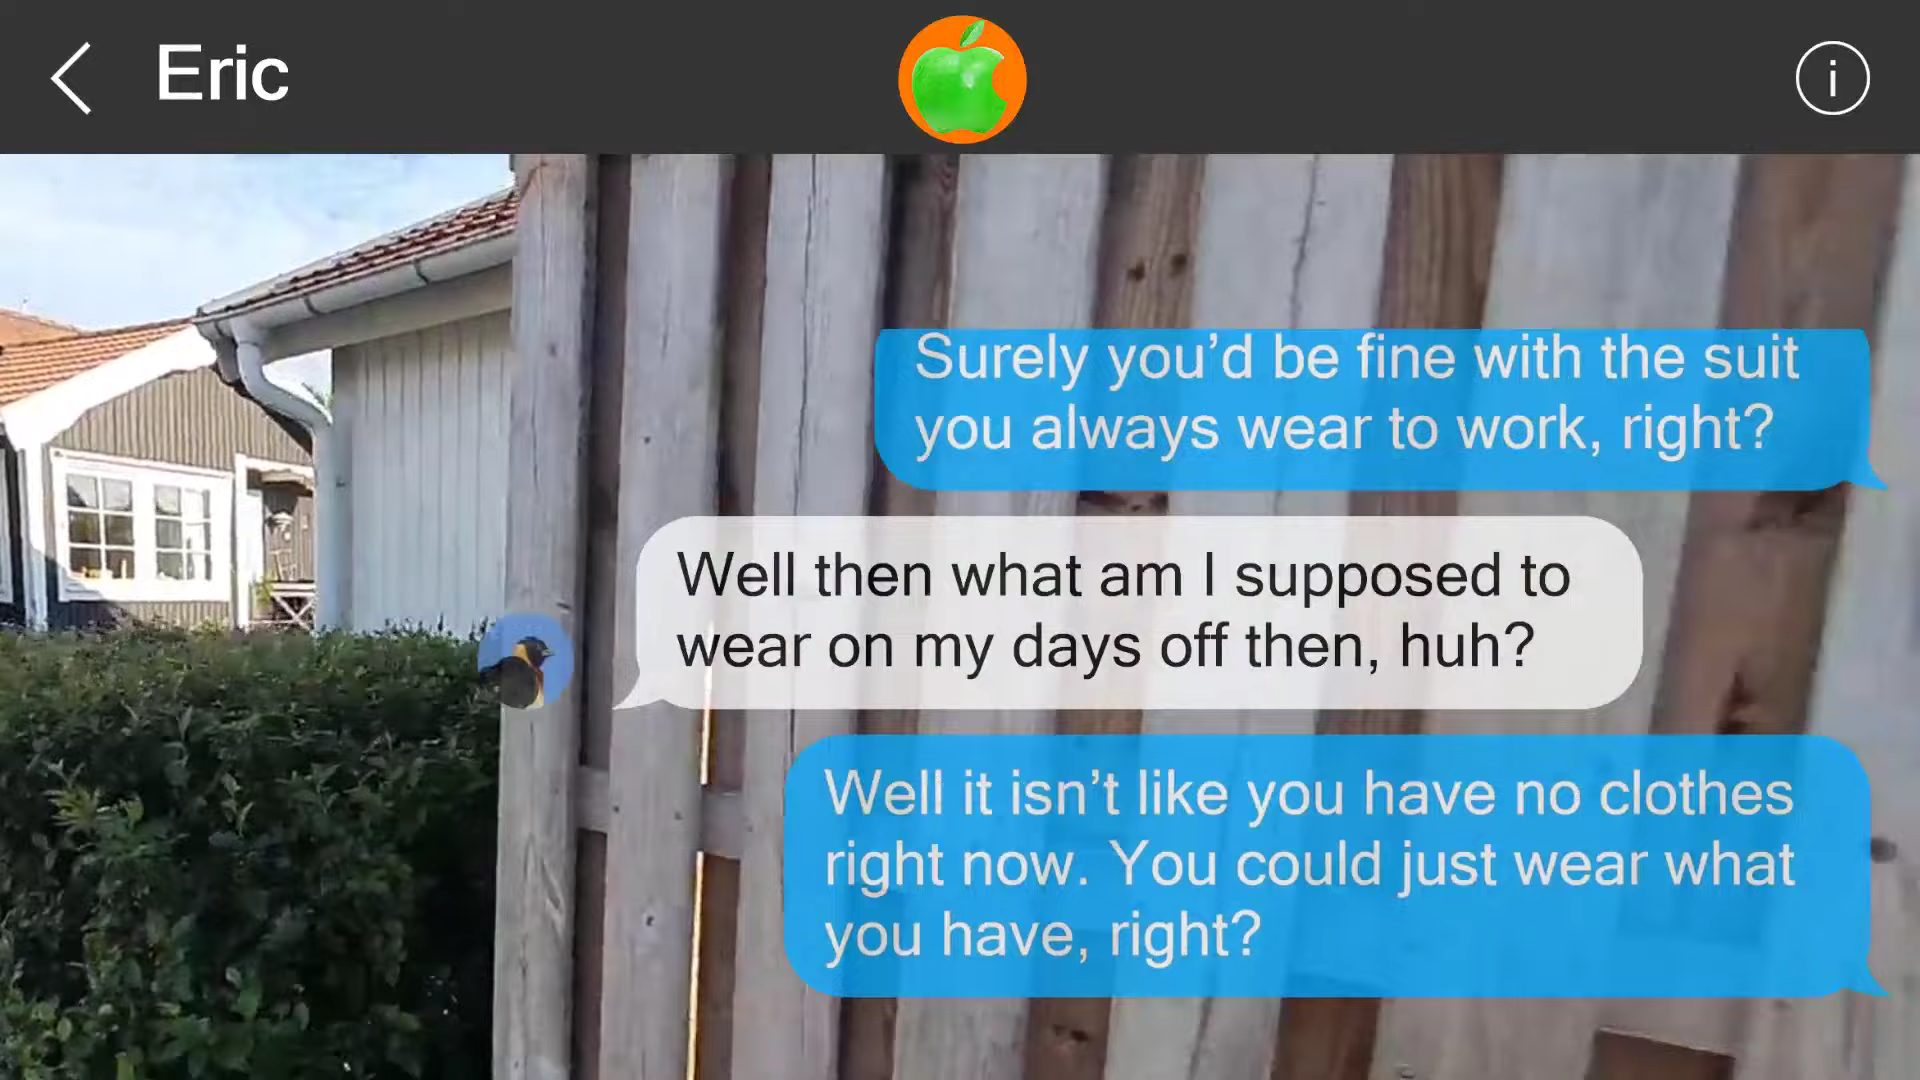 Eric
i
Surely you’d be fine with the suit
you always wear to work, right?
Well then what am I supposed to
wear on my days off then, huh?
Well it isn’t like you have no clothes
right now. You could just wear what
you have, right?